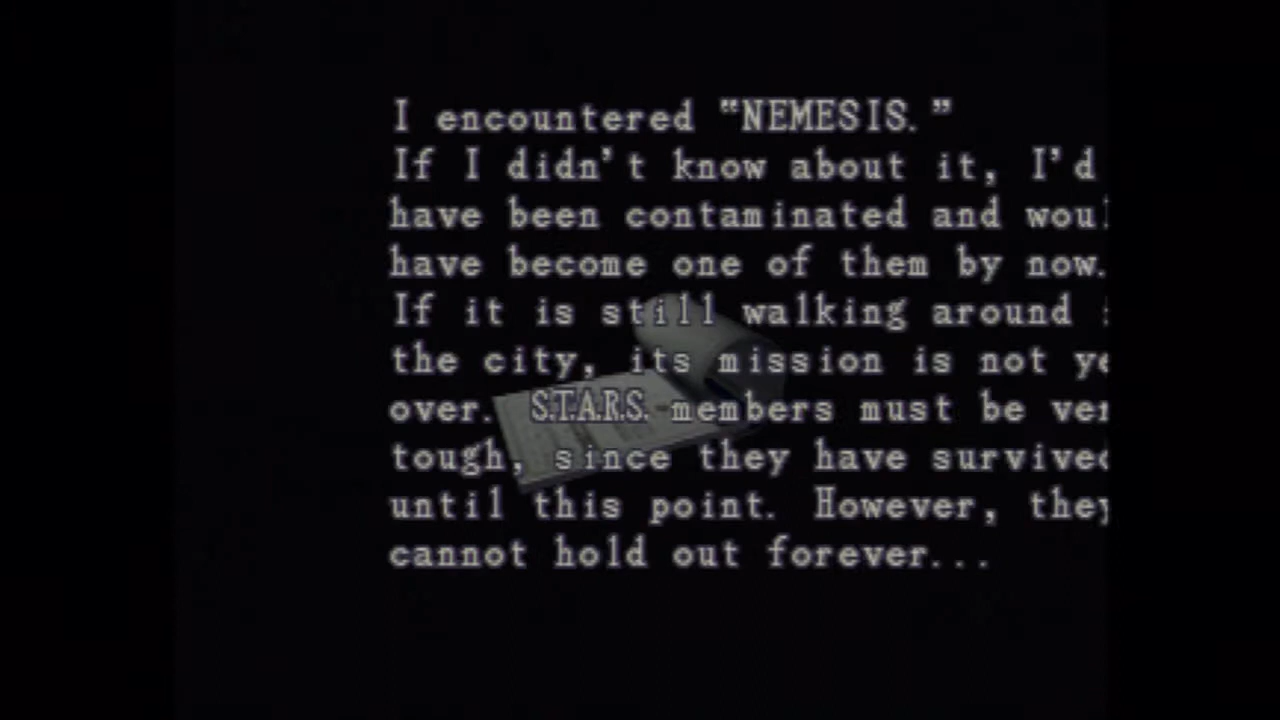 I encountered "NEMESIS."
If I didn't know about it, I'd
have been contaminated and
have become one of them by now.
If it is still walking around
the city, its mission is not
over. S.T.A.R.S. members must be
tough, since they have
until this point. However,
cannot hold out forever...